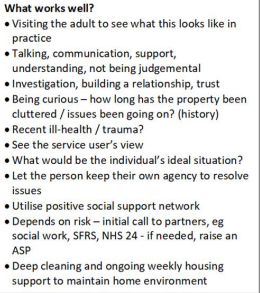 What works well?
• Visiting the adult to see what this looks like in
practice
• Talking, communication, support,
understanding, not being judgemental
• Investigation, building a relationship, trust
• Being curious – how long has the property been
cluttered / issues been going on? (history)
• Recent ill-health / trauma?
• See the service user's view
• What would be the individual's ideal situation?
• Let the person keep their own agency to resolve
issues
• Utilise positive social support network
• Depends on risk – initial call to partners, eg
social work, SFRS, NHS 24 - if needed, raise an
ASP
• Deep cleaning and ongoing weekly housing
support to maintain home environment